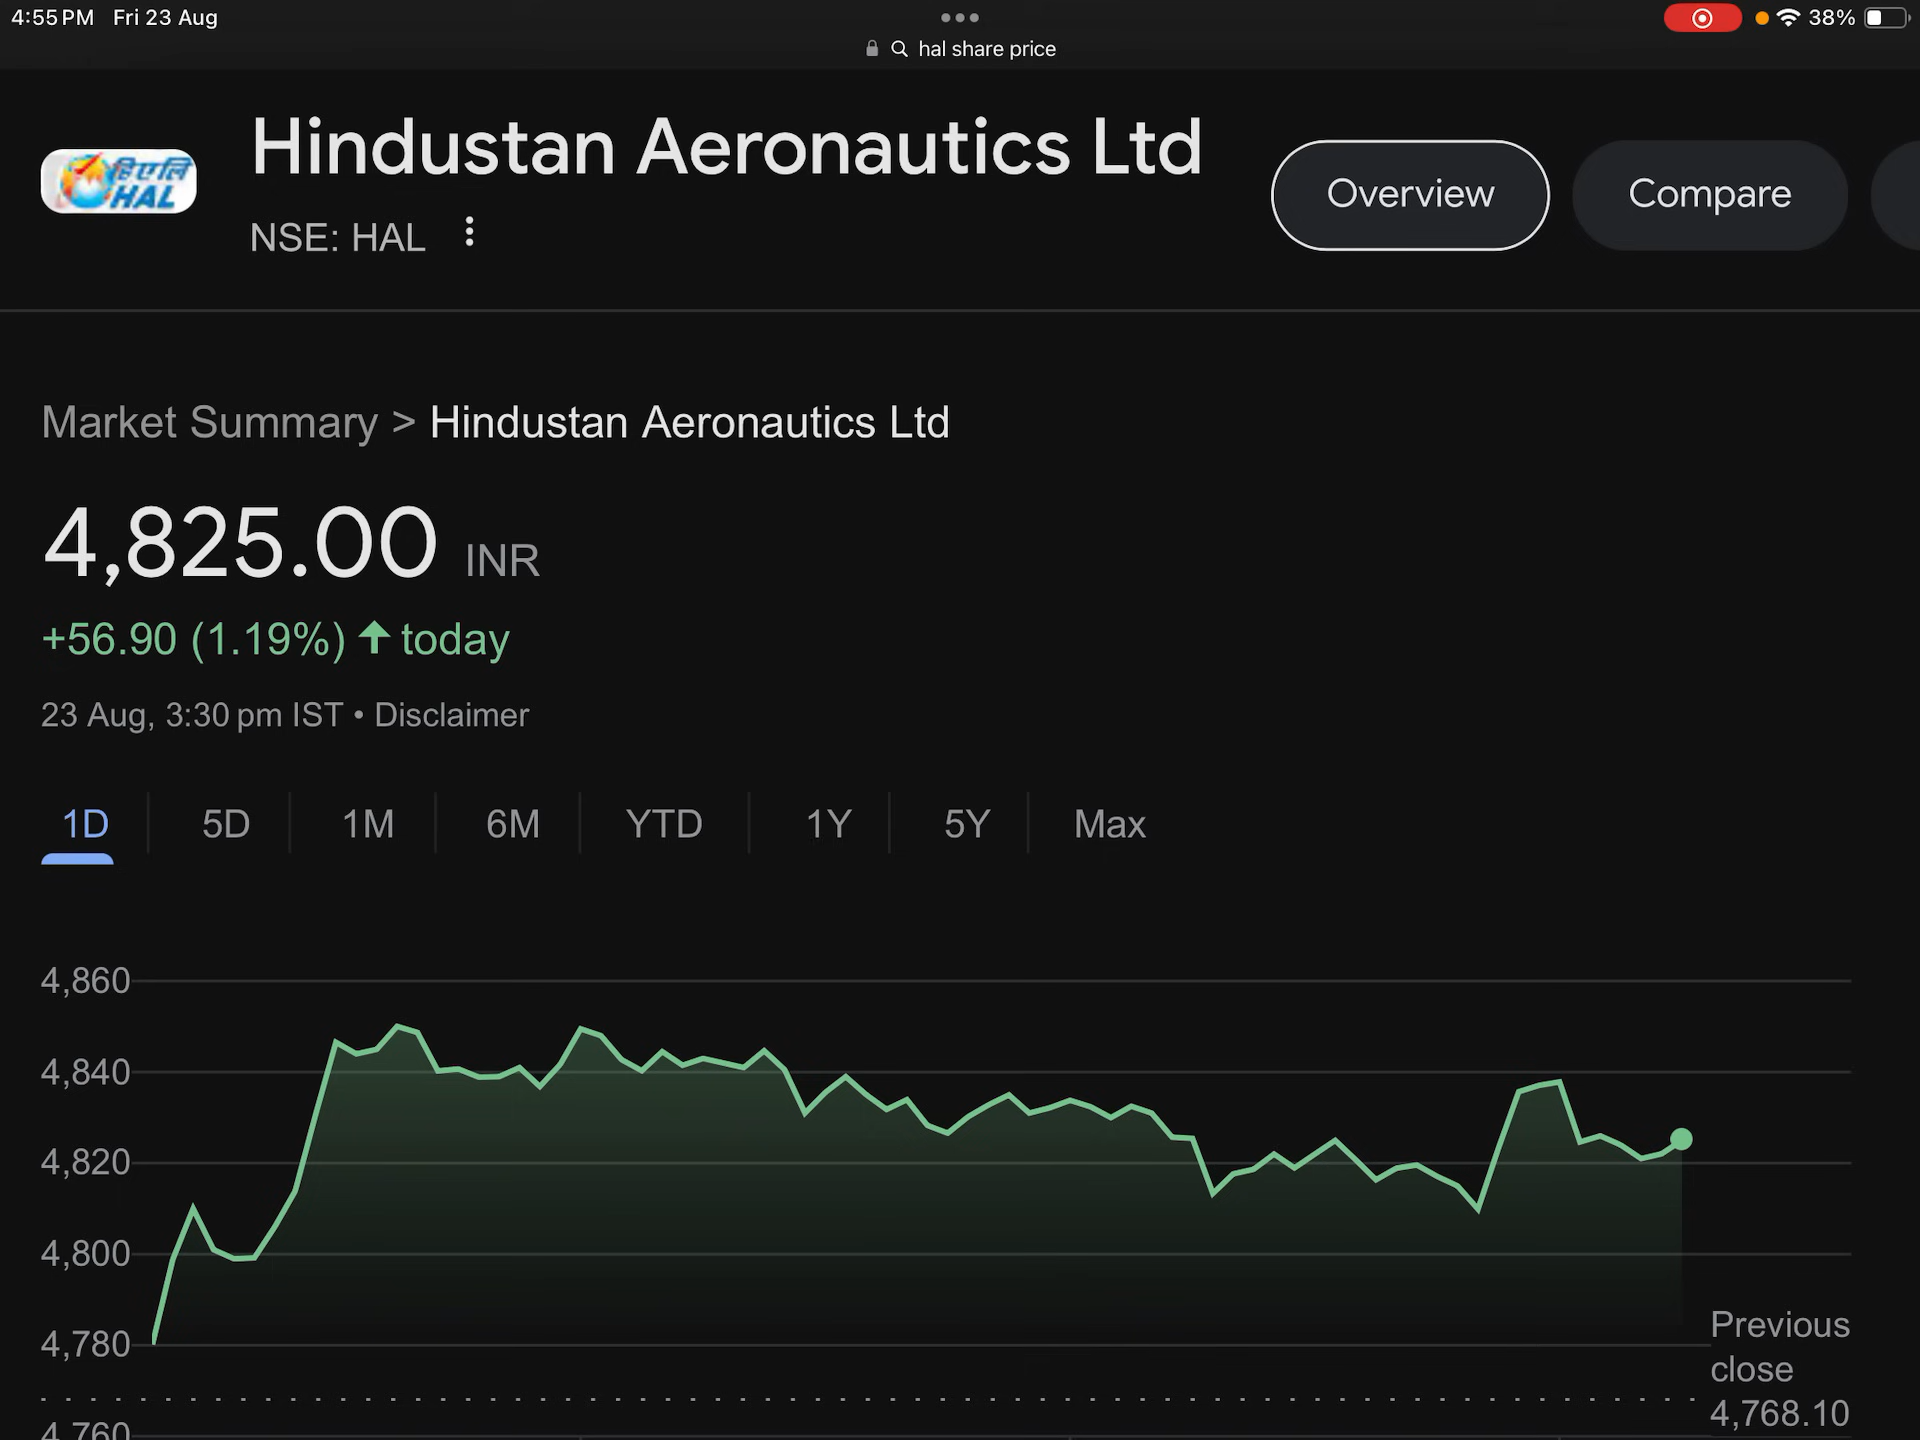 4:55 PM Fri 23 Aug
38%
hal share price
Hindustan Aeronautics Ltd
HAL
NSE: HAL
Overview
Compare
Market Summary > Hindustan Aeronautics Ltd
4,825.00 INR
+56.90 (1.19%) ↑ today
23 Aug, 3:30 pm IST • Disclaimer
1D 5D 1M 6M YTD 1Y 5Y Max
4,860
4,840
4,820
4,800
4,780
Previous
close
4,768.10
4,760